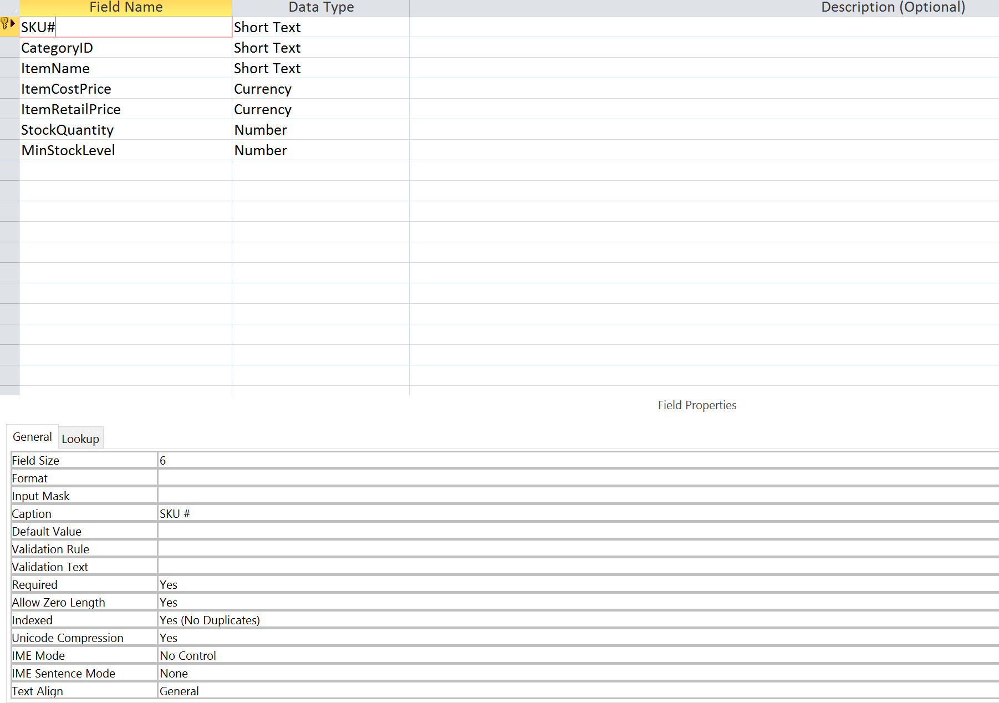 Field Name Data Type Description (Optional)
SKU# Short Text
CategoryID Short Text
ItemName Short Text
ItemCostPrice Currency
ItemRetailPrice Currency
StockQuantity Number
MinStockLevel Number
Field Properties
General Lookup
Field Size 6
Format
Input Mask
Caption SKU #
Default Value
Validation Rule
Validation Text
Required Yes
Allow Zero Length Yes
Indexed Yes (No Duplicates)
Unicode Compression Yes
IME Mode No Control
IME Sentence Mode None
Text Align General